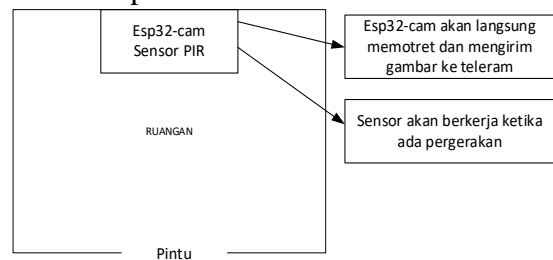 Esp32-cam
Sensor PIR
Esp32-cam akan langsung
memotret dan mengirim
gambar ke teleram
Sensor akan berkerja ketika
ada pergerakan
RUANGAN
Pintu